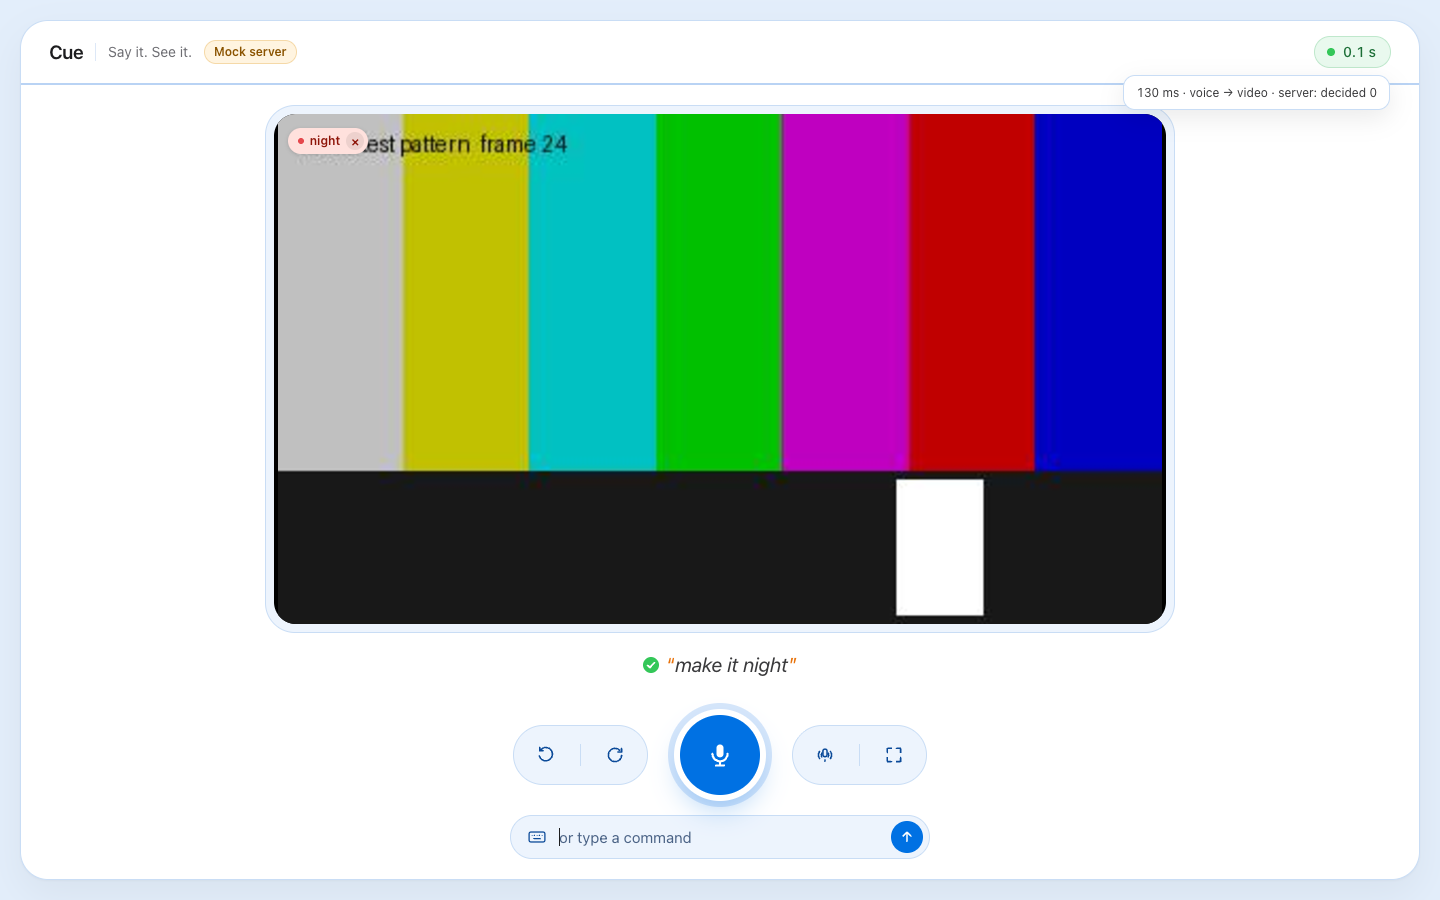 Cue
Say it. See it.
Mock server
0.1 s
130 ms · voice → video · server: decided 0
night ×
pattern frame 24
"make it night"
or type a command